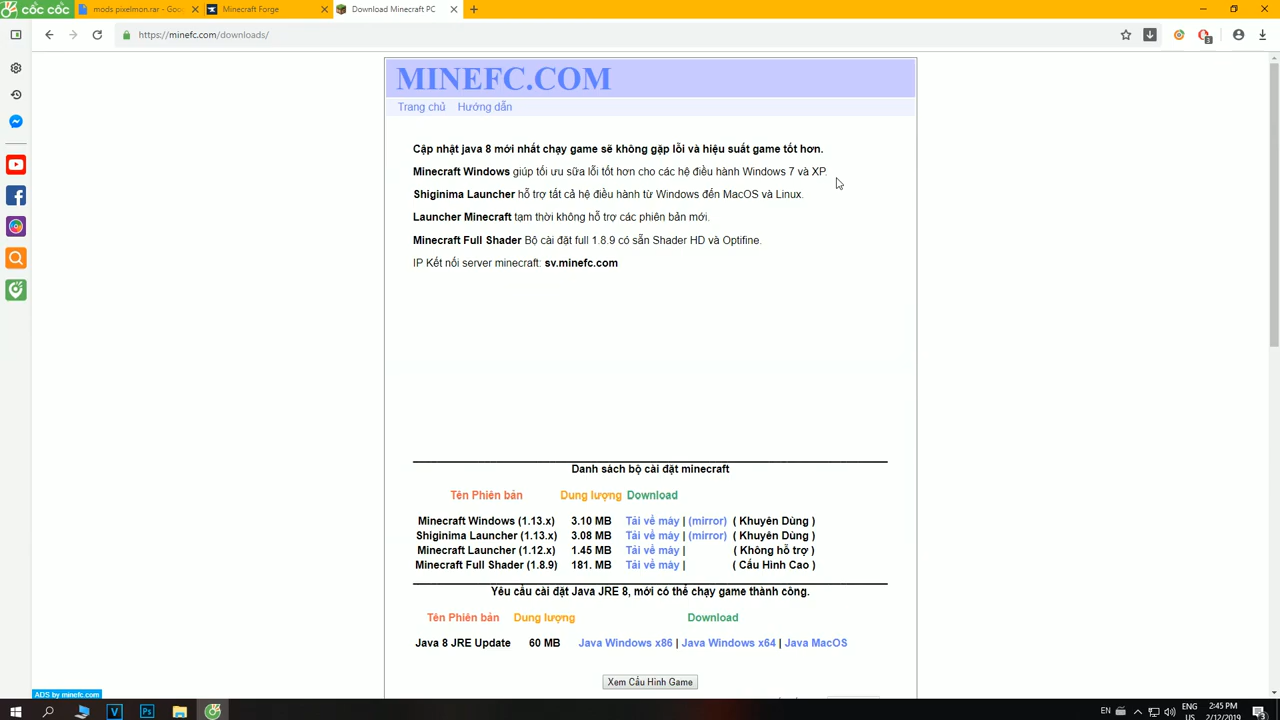 CỐC CỐC
mods pixelmon.rar - Goo
Minecraft Forge
Download Minecraft PC
https://minefc.com/downloads/
3
MINEFC.COM
Trang chủ Hướng dẫn
Cập nhật java 8 mới nhất chạy game sẽ không gặp lỗi và hiệu suất game tốt hơn.
Minecraft Windows giúp tối ưu sữa lỗi tốt hơn cho các hệ điều hành Windows 7 và XP.
Shiginima Launcher hỗ trợ tất cả hệ điều hành từ Windows đến MacOS và Linux.
Launcher Minecraft tạm thời không hỗ trợ các phiên bản mới.
Minecraft Full Shader Bộ cài đặt full 1.8.9 có sẵn Shader HD và Optifine.
IP Kết nối server minecraft: sv.minefc.com
Danh sách bộ cài đặt minecraft
Tên Phiên bản Dung lượng Download
Minecraft Windows (1.13.x) 3.10 MB Tải về máy | (mirror) ( Khuyên Dùng )
Shiginima Launcher (1.13.x) 3.08 MB Tải về máy | (mirror) ( Khuyên Dùng )
Minecraft Launcher (1.12.x) 1.45 MB Tải về máy | ( Không hỗ trợ )
Minecraft Full Shader (1.8.9) 181. MB Tải về máy | ( Cấu Hình Cao )
Yêu cầu cài đặt Java JRE 8, mới có thể chạy game thành công.
Tên Phiên bản Dung lượng Download
Java 8 JRE Update 60 MB Java Windows x86 | Java Windows x64 | Java MacOS
Xem Cấu Hình Game
ADS by minefc.com
EN
ENG
US
2:45 PM
2/12/2019